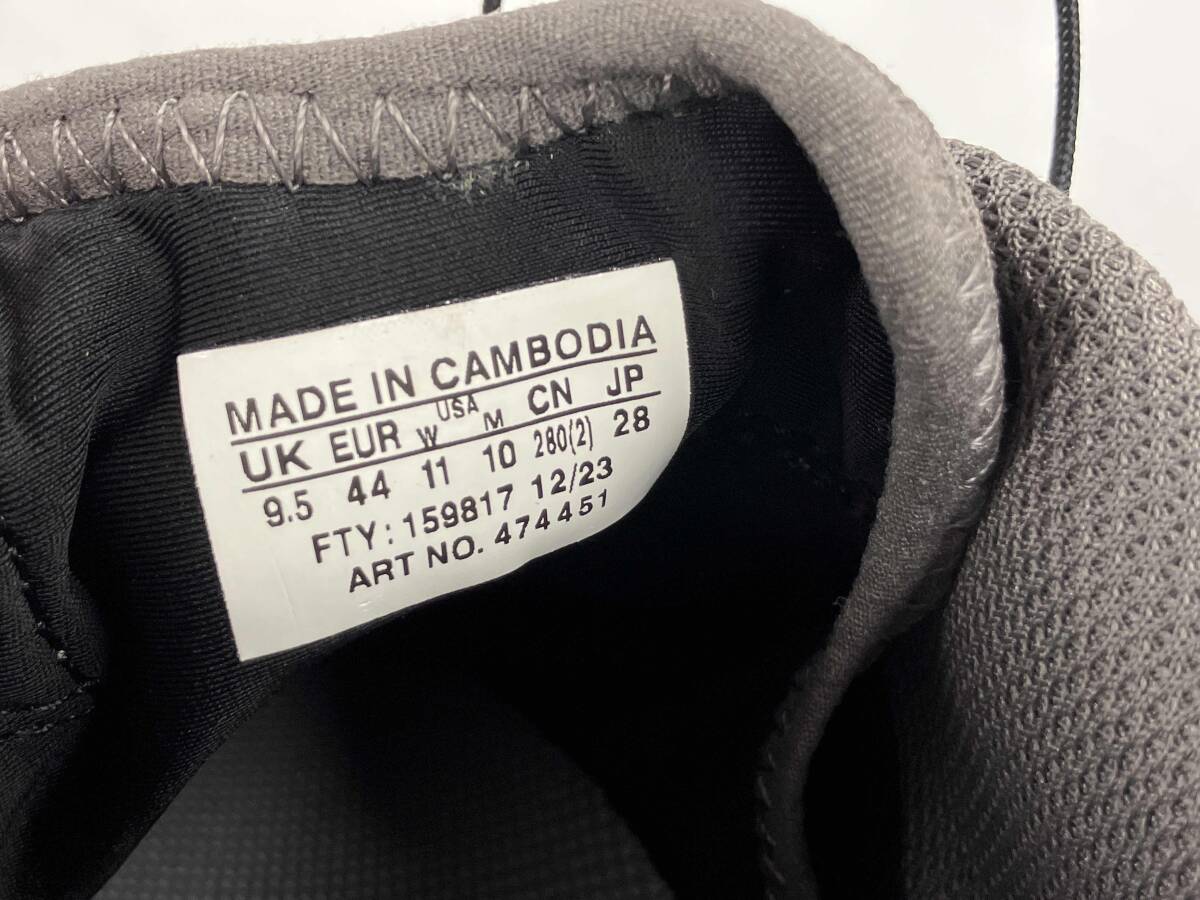 MADE IN CAMBODIA
UK EUR USA W M CN JP
9.5 44 11 10 280(2) 28
FTY: 159817 12/23
ART NO. 474451